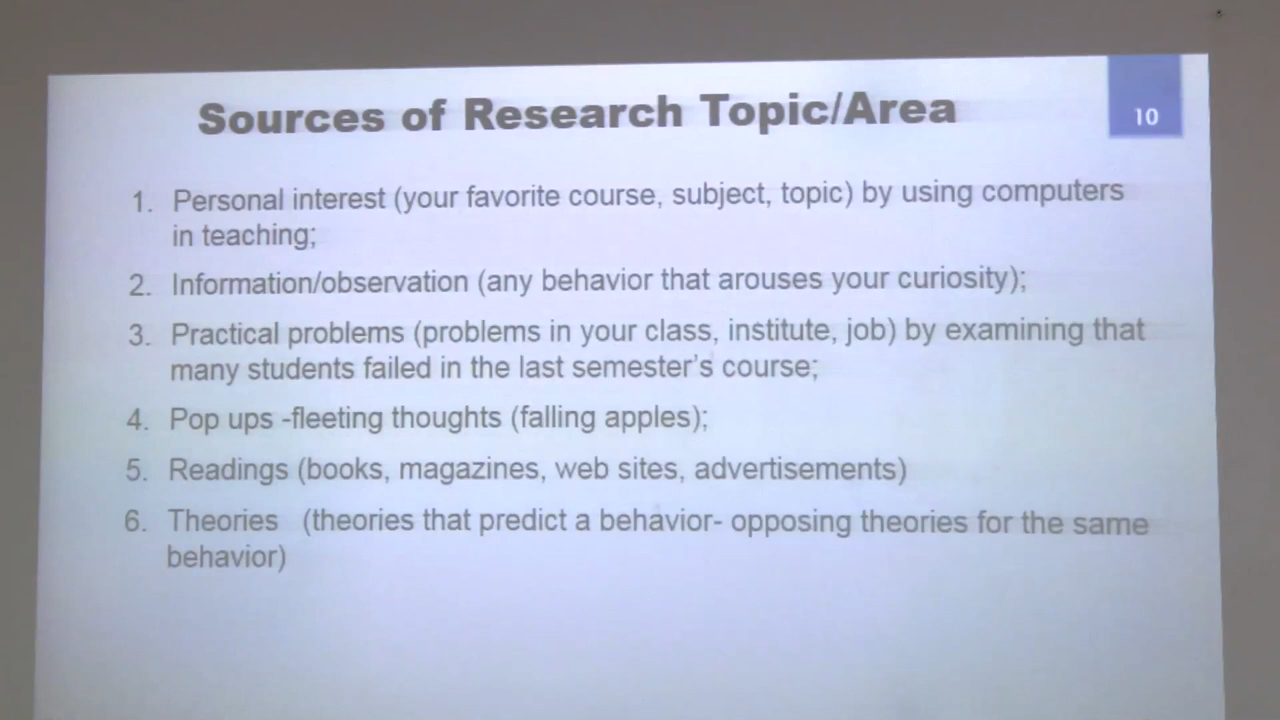 Sources of Research Topic/Area
10
1. Personal interest (your favorite course, subject, topic) by using computers
in teaching;
2. Information/observation (any behavior that arouses your curiosity);
3. Practical problems (problems in your class, institute, job) by examining that
many students failed in the last semester's course;
4. Pop ups -fleeting thoughts (falling apples);
5. Readings (books, magazines, web sites, advertisements)
6. Theories (theories that predict a behavior- opposing theories for the same
behavior)